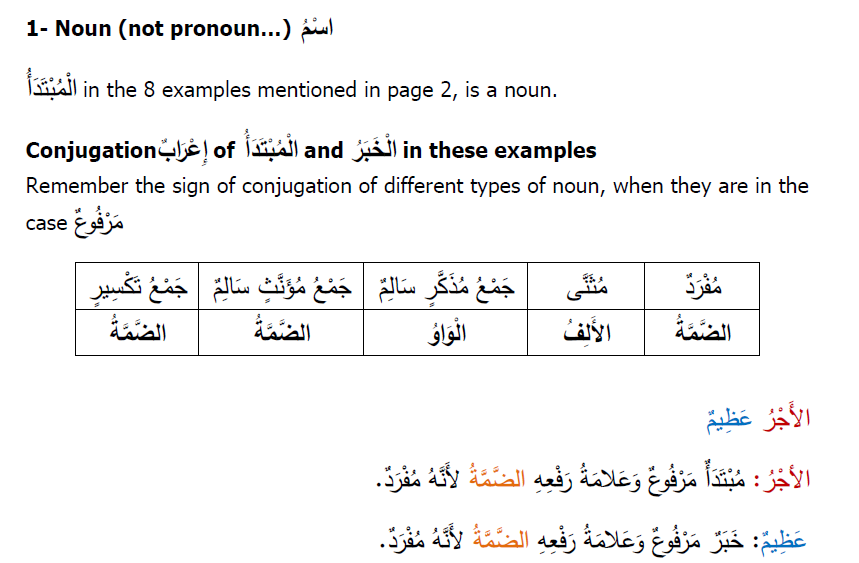 1- Noun (not pronoun...) اسْمُ
الْمُبْتَدَأُ in the 8 examples mentioned in page 2, is a noun.
Conjugation إِعْرَابٌ of الْمُبْتَدَأُ and الْخَبَرُ in these examples
Remember the sign of conjugation of different types of noun, when they are in the
case مَرْفُوعٌ
مُفْرَدٌ مُثَنَّى جَمْعُ مُذَكَّرٍ سَالِمٌ جَمْعُ مُؤَنَّثٍ سَالِمٌ جَمْعُ تَكْسِيرٍ
الضَّمَّةُ الأَلِفُ الْوَاوُ الضَّمَّةُ الضَّمَّةُ
الأَجْرُ عَظِيمٌ
الأجْرُ: مُبْتَدَأٌ مَرْفُوعٌ وَعَلامَةُ رَفْعِهِ الضَّمَّةُ لأَنَّهُ مُفْرَدٌ.
عَظِيمٌ: خَبَرٌ مَرْفُوعٌ وَعَلامَةُ رَفْعِهِ الضَّمَّةُ لأَنَّهُ مُفْرَدٌ.